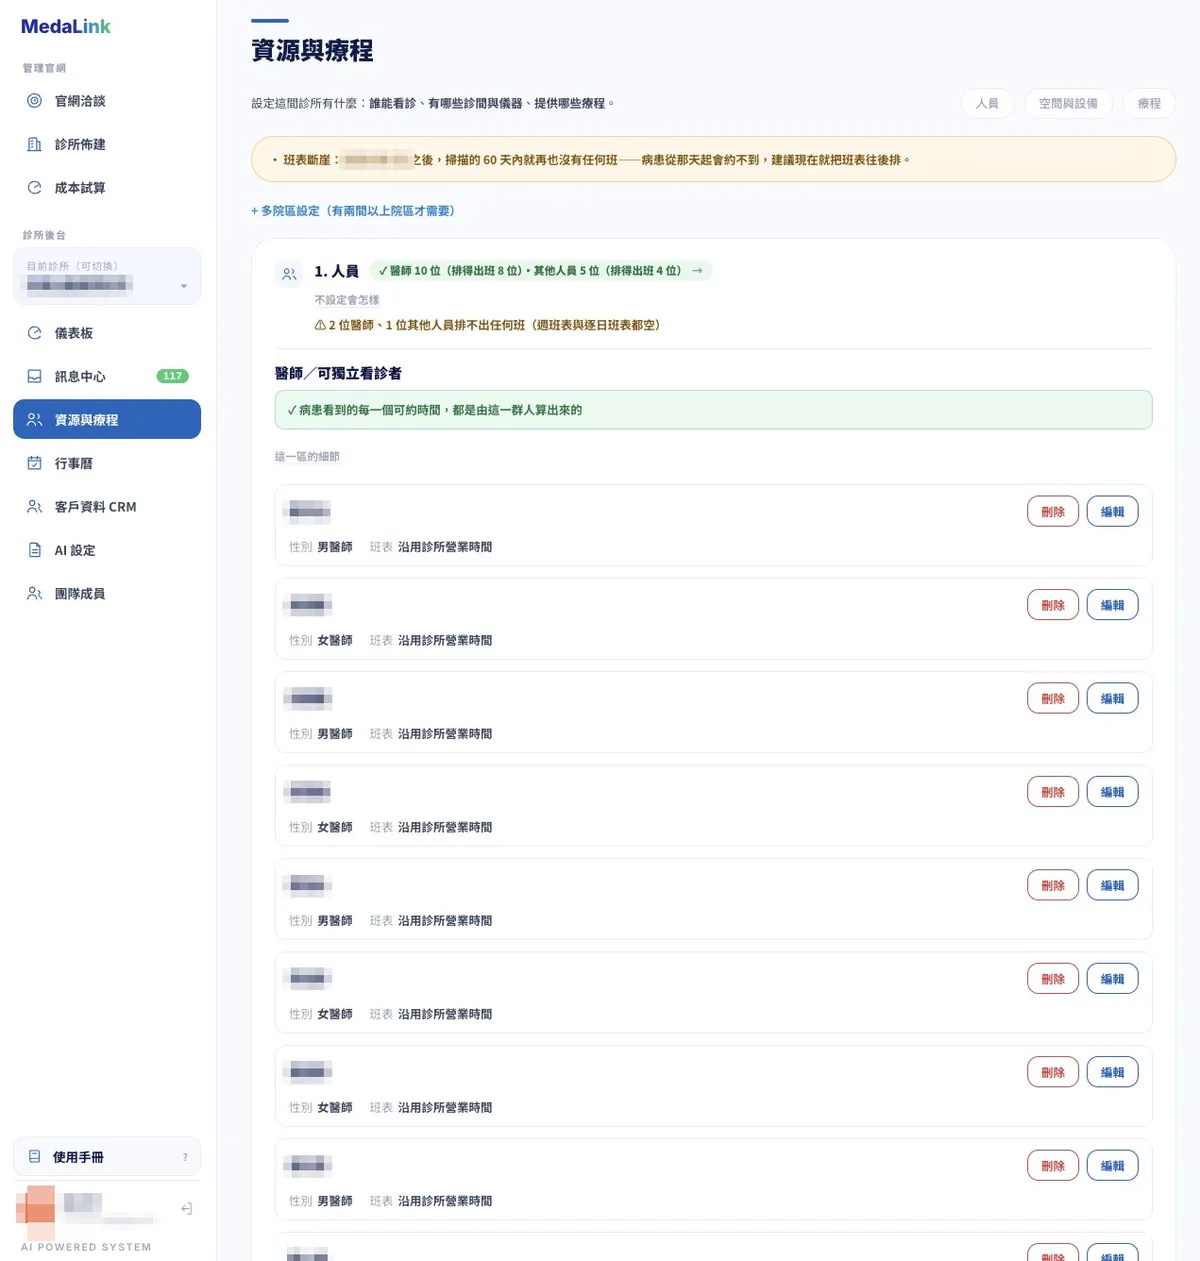 MedaLink
管理官網
官網洽談
診所佈建
成本試算
診所後台
目前診所（可切換）
儀表板
訊息中心 117
資源與療程
行事曆
客戶資料 CRM
AI 設定
團隊成員
使用手冊 ?
AI POWERED SYSTEM
資源與療程
設定這間診所有什麼：誰能看診、有哪些診間與儀器、提供哪些療程。
人員 空間與設備 療程
・ 班表斷崖：之後，掃描的 60 天內就再也沒有任何班——病患從那天起會約不到，建議現在就把班表往後排。
+ 多院區設定（有兩間以上院區才需要）
1. 人員 ✓ 醫師 10 位（排得出班 8 位）・其他人員 5 位（排得出班 4 位） →
不設定會怎樣
⚠ 2 位醫師、1 位其他人員排不出任何班（週班表與逐日班表都空）
醫師／可獨立看診者
✓ 病患看到的每一個可約時間，都是由這一群人算出來的
這一區的細節
刪除 編輯
性別 男醫師 班表 沿用診所營業時間
刪除 編輯
性別 女醫師 班表 沿用診所營業時間
刪除 編輯
性別 男醫師 班表 沿用診所營業時間
刪除 編輯
性別 女醫師 班表 沿用診所營業時間
刪除 編輯
性別 男醫師 班表 沿用診所營業時間
刪除 編輯
性別 女醫師 班表 沿用診所營業時間
刪除 編輯
性別 女醫師 班表 沿用診所營業時間
刪除 編輯
性別 男醫師 班表 沿用診所營業時間
刪除 編輯